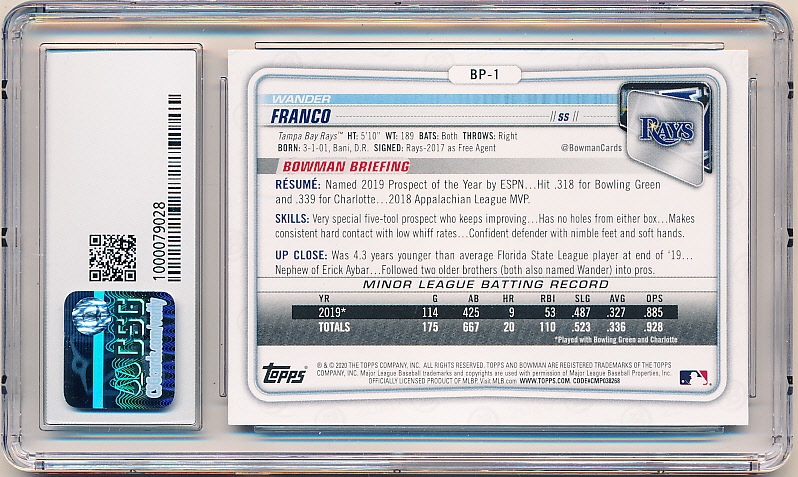 BP-1
WANDER
FRANCO // SS //
RAYS
Tampa Bay Rays™ HT: 5'10" WT: 189 BATS: Both THROWS: Right
BORN: 3-1-01, Bani, D.R. SIGNED: Rays-2017 as Free Agent @BowmanCards
BOWMAN BRIEFING
RÉSUMÉ: Named 2019 Prospect of the Year by ESPN...Hit .318 for Bowling Green
and .339 for Charlotte...2018 Appalachian League MVP.
SKILLS: Very special five-tool prospect who keeps improving...Has no holes from either box...Makes
consistent hard contact with low whiff rates...Confident defender with nimble feet and soft hands.
UP CLOSE: Was 4.3 years younger than average Florida State League player at end of '19...
Nephew of Erick Aybar...Followed two older brothers (both also named Wander) into pros.
MINOR LEAGUE BATTING RECORD
YR G AB HR RBI SLG AVG OPS
2019* 114 425 9 53 .487 .327 .885
TOTALS 175 667 20 110 .523 .336 .928
*Played with Bowling Green and Charlotte
topps
® & © 2020 THE TOPPS COMPANY, INC. ALL RIGHTS RESERVED. TOPPS AND BOWMAN ARE REGISTERED TRADEMARKS OF THE TOPPS
COMPANY, INC. Major League Baseball trademarks and copyrights are used with permission of Major League Baseball Properties, Inc.
OFFICIALLY LICENSED PRODUCT OF MLBP. Visit MLB.com WWW.TOPPS.COM. CODE#CMP038268
1000079028
CSG